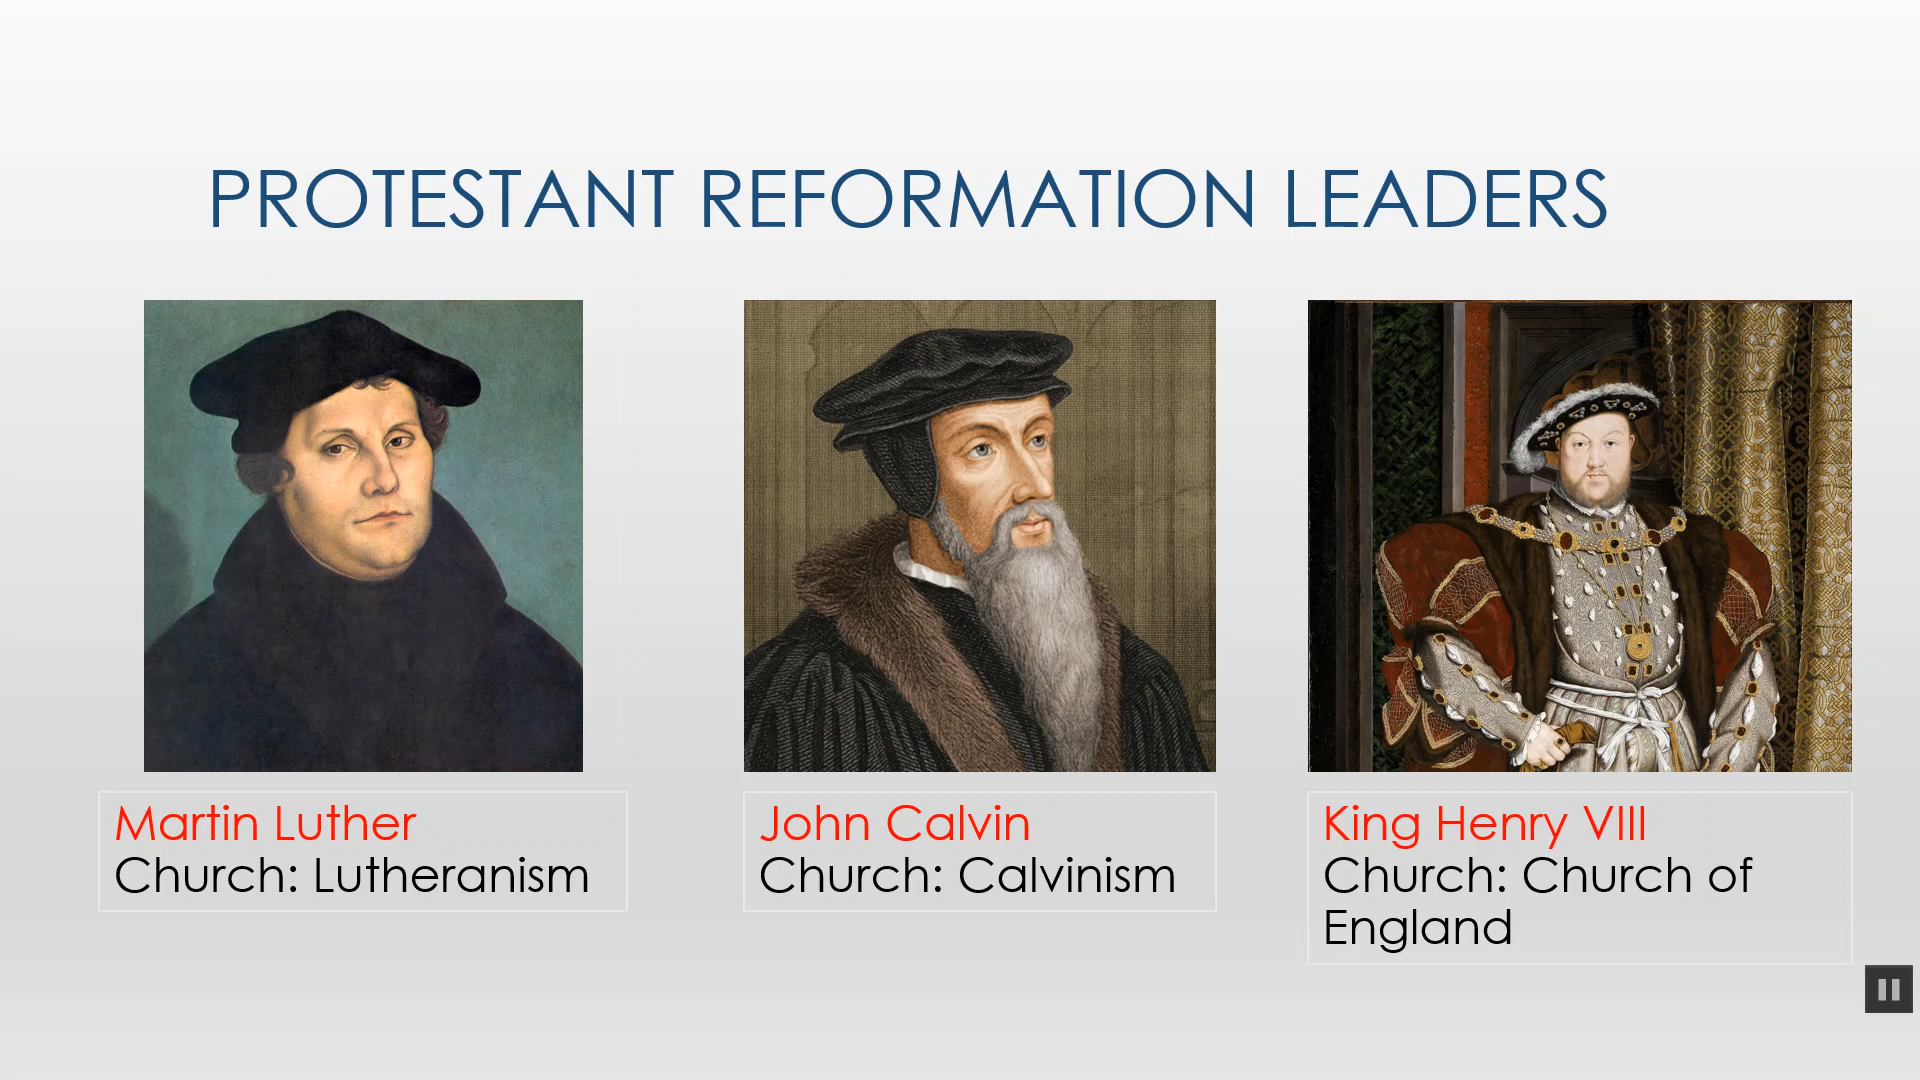 PROTESTANT REFORMATION LEADERS
Martin Luther
Church: Lutheranism
John Calvin
Church: Calvinism
King Henry VIII
Church: Church of
England